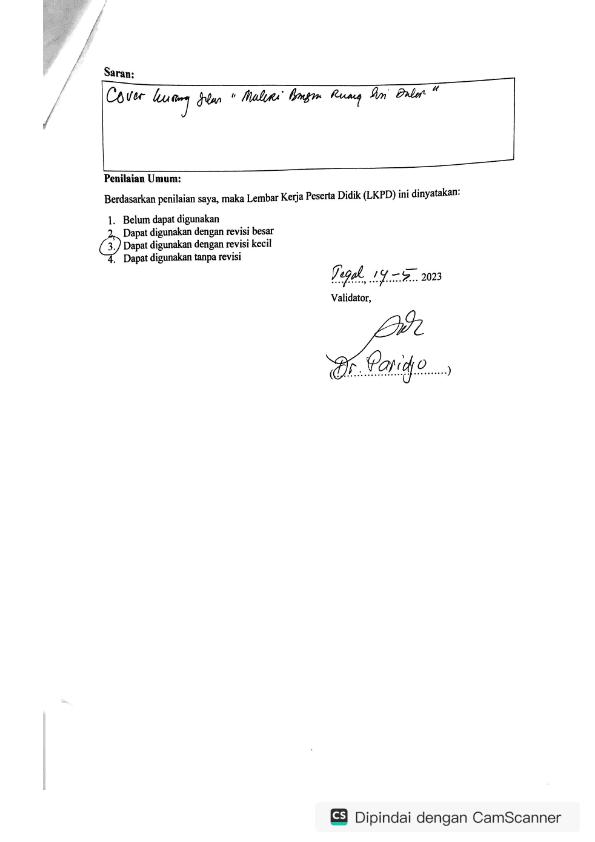 Saran:
Cover kurang jelas "Materi Bangun Ruang Sisi Datar"
Penilaian Umum:
Berdasarkan penilaian saya, maka Lembar Kerja Peserta Didik (LKPD) ini dinyatakan:
1. Belum dapat digunakan
2. Dapat digunakan dengan revisi besar
3. Dapat digunakan dengan revisi kecil
4. Dapat digunakan tanpa revisi
Tegal, 14-5 2023
Validator,
(Dr. Paridjo)
CS Dipindai dengan CamScanner